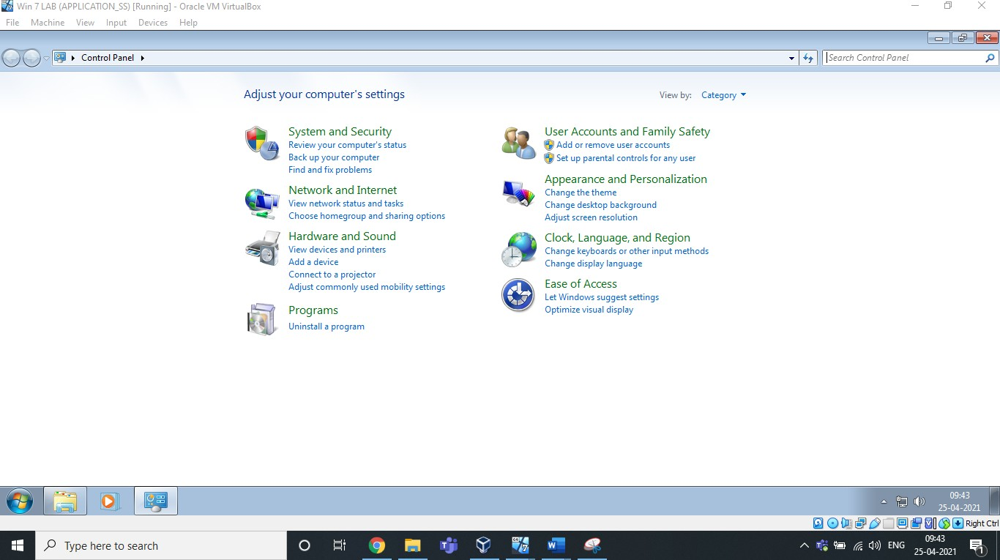 Win 7 LAB (APPLICATION_SS) [Running] - Oracle VM VirtualBox
File Machine View Input Devices Help
Control Panel
Search Control Panel
Adjust your computer's settings
View by: Category
System and Security
Review your computer's status
Back up your computer
Find and fix problems
Network and Internet
View network status and tasks
Choose homegroup and sharing options
Hardware and Sound
View devices and printers
Add a device
Connect to a projector
Adjust commonly used mobility settings
Programs
Uninstall a program
User Accounts and Family Safety
Add or remove user accounts
Set up parental controls for any user
Appearance and Personalization
Change the theme
Change desktop background
Adjust screen resolution
Clock, Language, and Region
Change keyboards or other input methods
Change display language
Ease of Access
Let Windows suggest settings
Optimize visual display
09:43
25-04-2021
Right Ctrl
Type here to search
ENG
09:43
25-04-2021
1